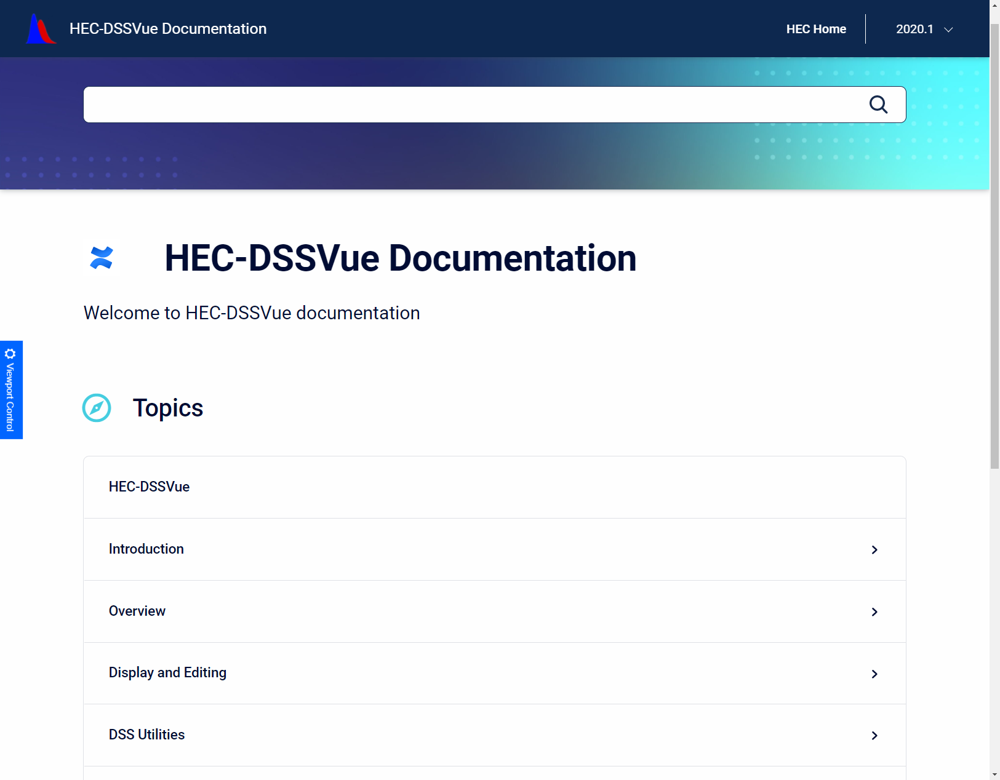 HEC-DSSVue Documentation
HEC Home
2020.1
HEC-DSSVue Documentation
Welcome to HEC-DSSVue documentation
Viewport Control
Topics
HEC-DSSVue
Introduction
Overview
Display and Editing
DSS Utilities